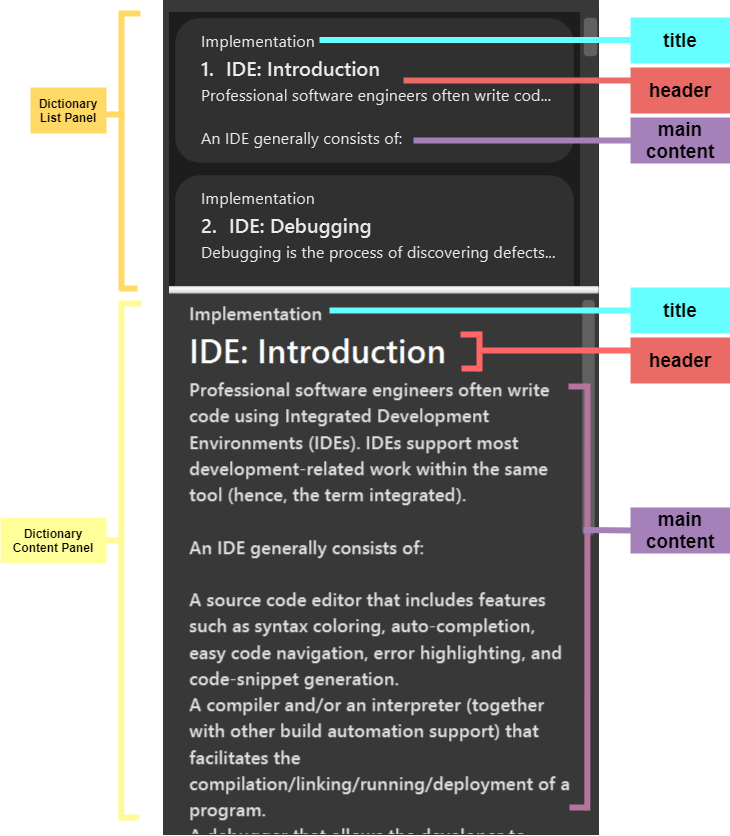 Dictionary
List Panel
Implementation
title
1. IDE: Introduction
header
Professional software engineers often write cod...
An IDE generally consists of:
main
content
Implementation
2. IDE: Debugging
Debugging is the process of discovering defects...
Dictionary
Content Panel
Implementation
title
IDE: Introduction
header
Professional software engineers often write
code using Integrated Development
Environments (IDEs). IDEs support most
development-related work within the same
tool (hence, the term integrated).
An IDE generally consists of:
main
content
A source code editor that includes features
such as syntax coloring, auto-completion,
easy code navigation, error highlighting, and
code-snippet generation.
A compiler and/or an interpreter (together
with other build automation support) that
facilitates the
compilation/linking/running/deployment of a
program.
A debugger that allows the developer to